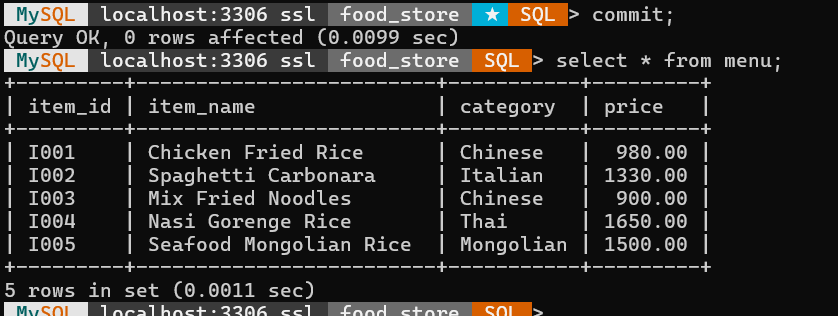 MySQL localhost:3306 ssl food_store ★ SQL > commit;
Query OK, 0 rows affected (0.0099 sec)
MySQL localhost:3306 ssl food_store SQL > select * from menu;
+---------+-----------------------+-----------+---------+
| item_id | item_name             | category  | price   |
+---------+-----------------------+-----------+---------+
| I001    | Chicken Fried Rice    | Chinese   |  980.00 |
| I002    | Spaghetti Carbonara   | Italian   | 1330.00 |
| I003    | Mix Fried Noodles     | Chinese   |  900.00 |
| I004    | Nasi Gorenge Rice     | Thai      | 1650.00 |
| I005    | Seafood Mongolian Rice | Mongolian | 1500.00 |
+---------+-----------------------+-----------+---------+
5 rows in set (0.0011 sec)
MySQL localhost:3306 ssl food_store SQL >